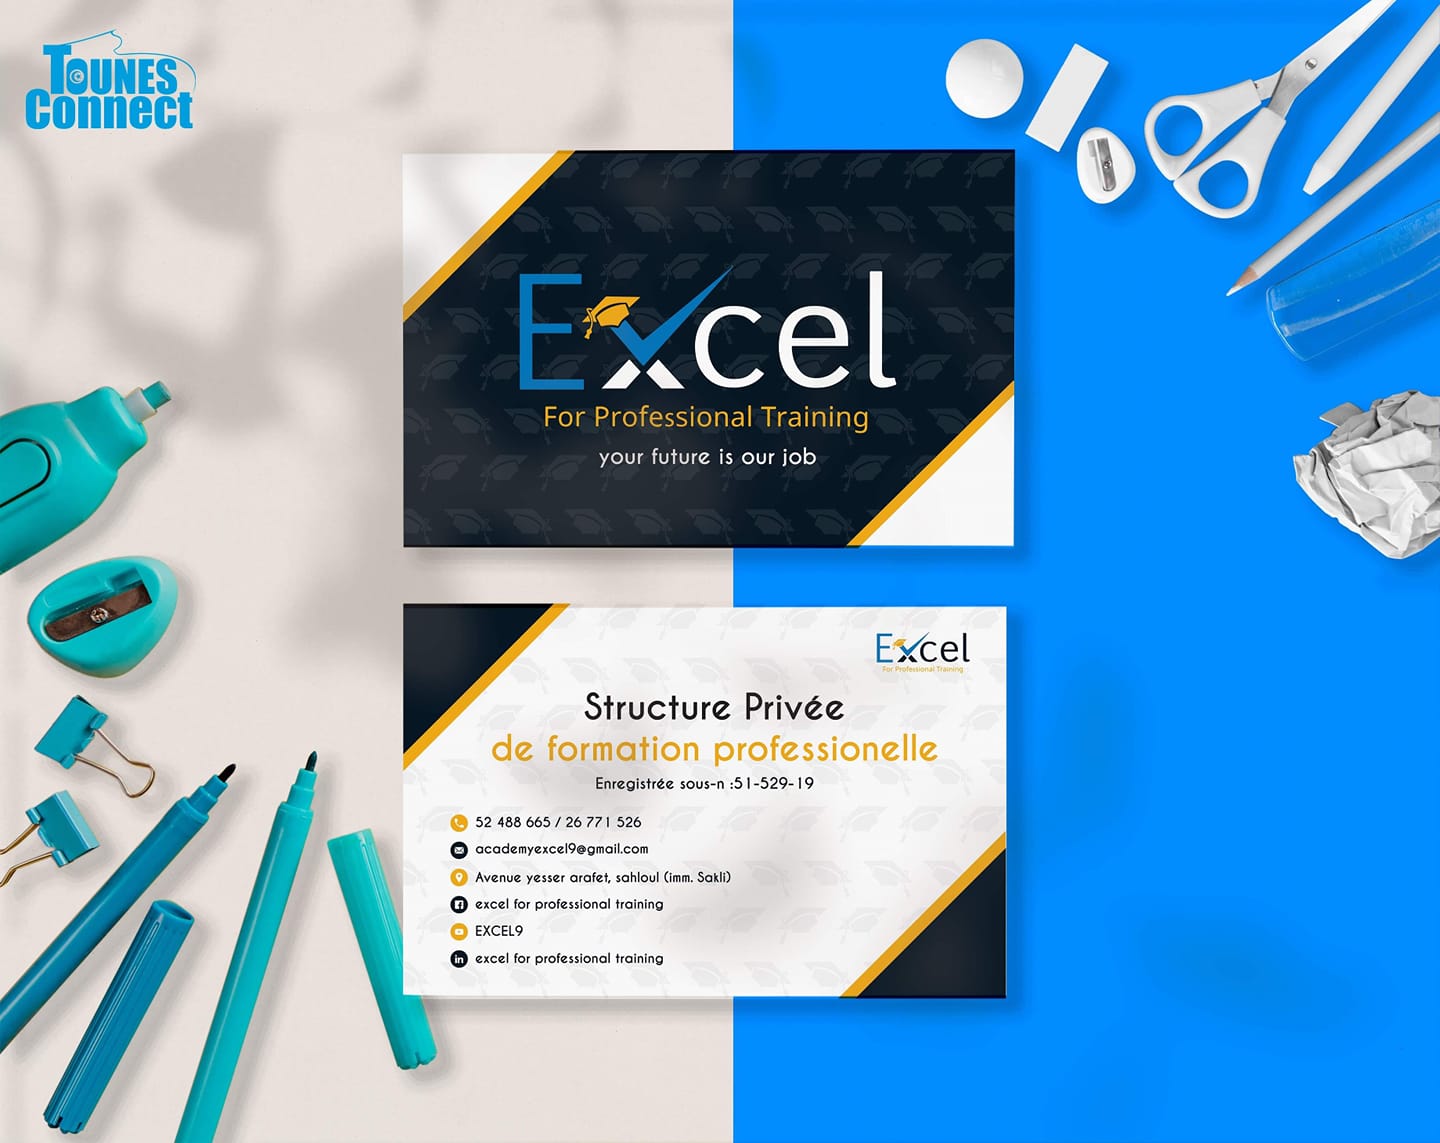 TOUNES
Connect
Excel
For Professional Training
your future is our job
Excel
For Professional Training
Structure Privée
de formation professionelle
Enregistrée sous-n :51-529-19
52 488 665 / 26 771 526
academyexcel9@gmail.com
Avenue yesser arafet, sahloul (imm. Sakli)
excel for professional training
EXCEL9
excel for professional training